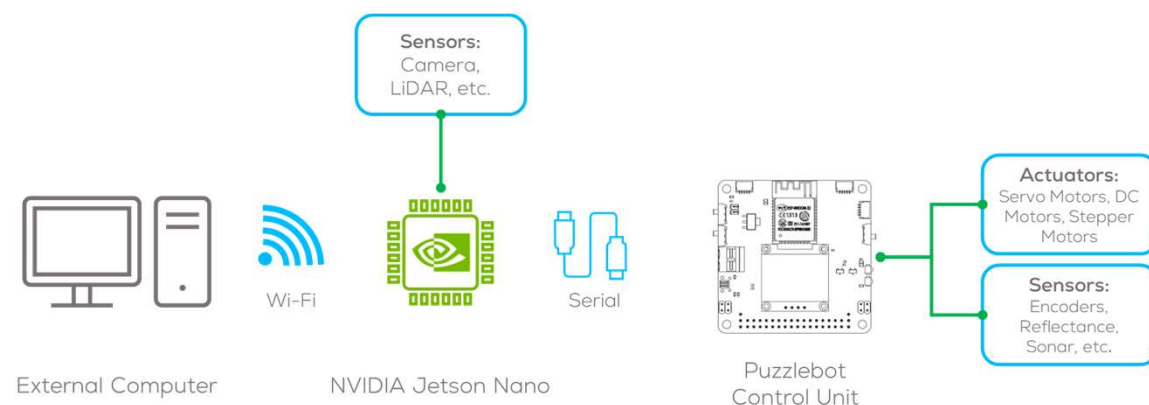 Sensors:
Camera,
LiDAR, etc.
Actuators:
Servo Motors, DC
Motors, Stepper
Motors
Wi-Fi
Serial
Sensors:
Encoders,
Reflectance,
Sonar, etc.
External Computer
NVIDIA Jetson Nano
Puzzlebot
Control Unit